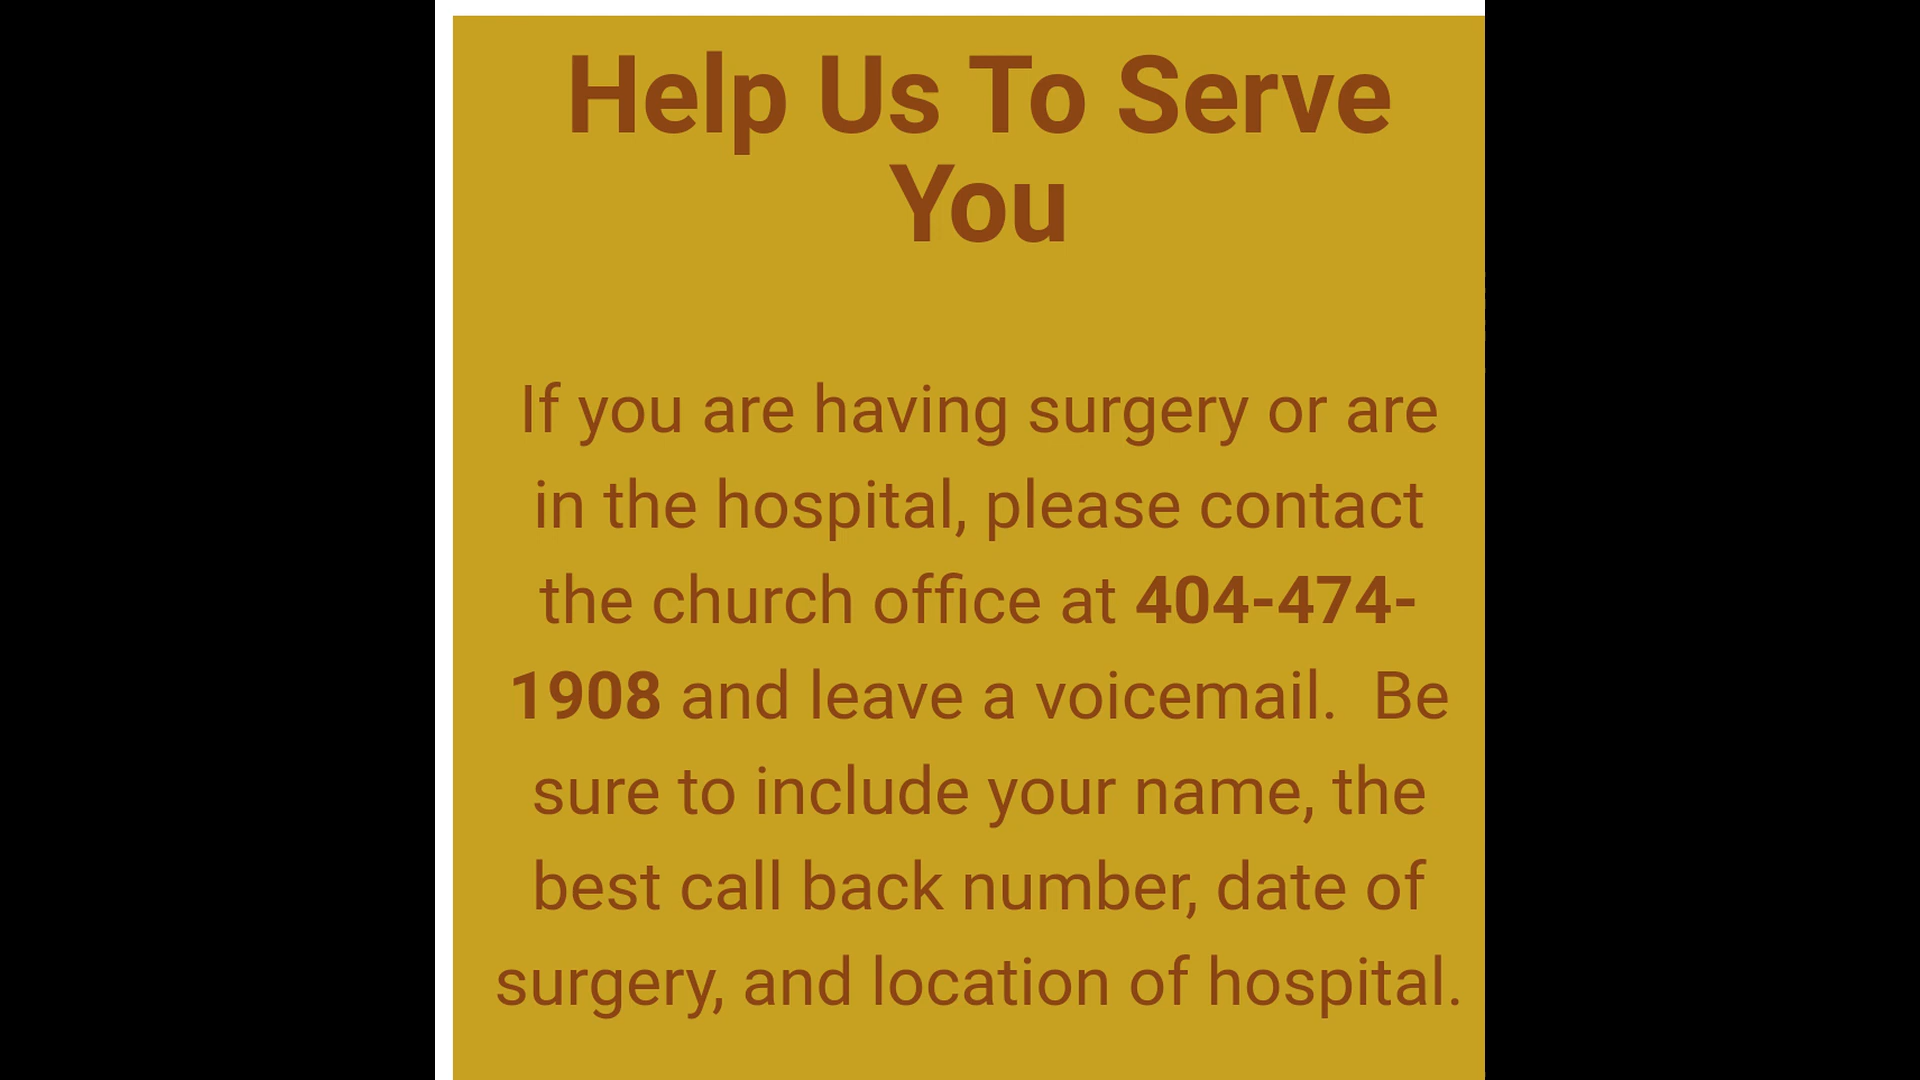 Help Us To Serve
You
If you are having surgery or are
in the hospital, please contact
the church office at 404-474-
1908 and leave a voicemail.  Be
sure to include your name, the
best call back number, date of
surgery, and location of hospital.